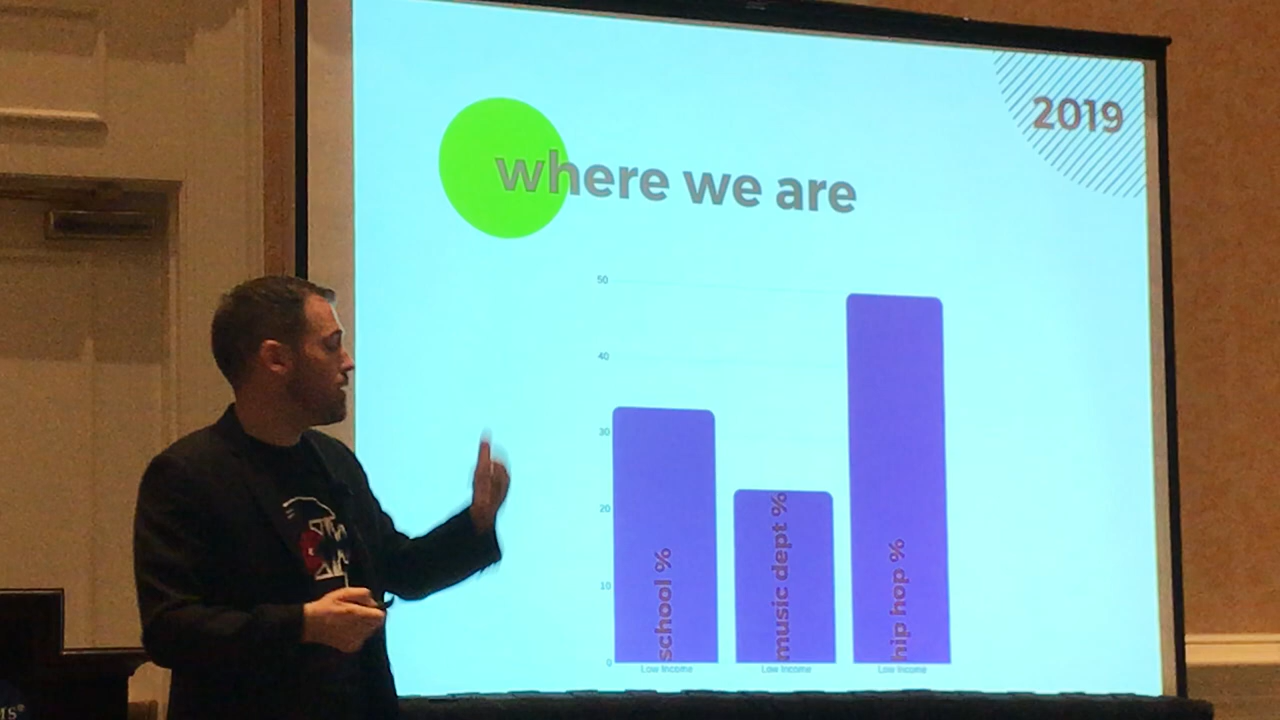 2019
where we are
50
40
30
20
10
0
school %
music dept %
hip hop %
Low Income
Low Income
Low Income